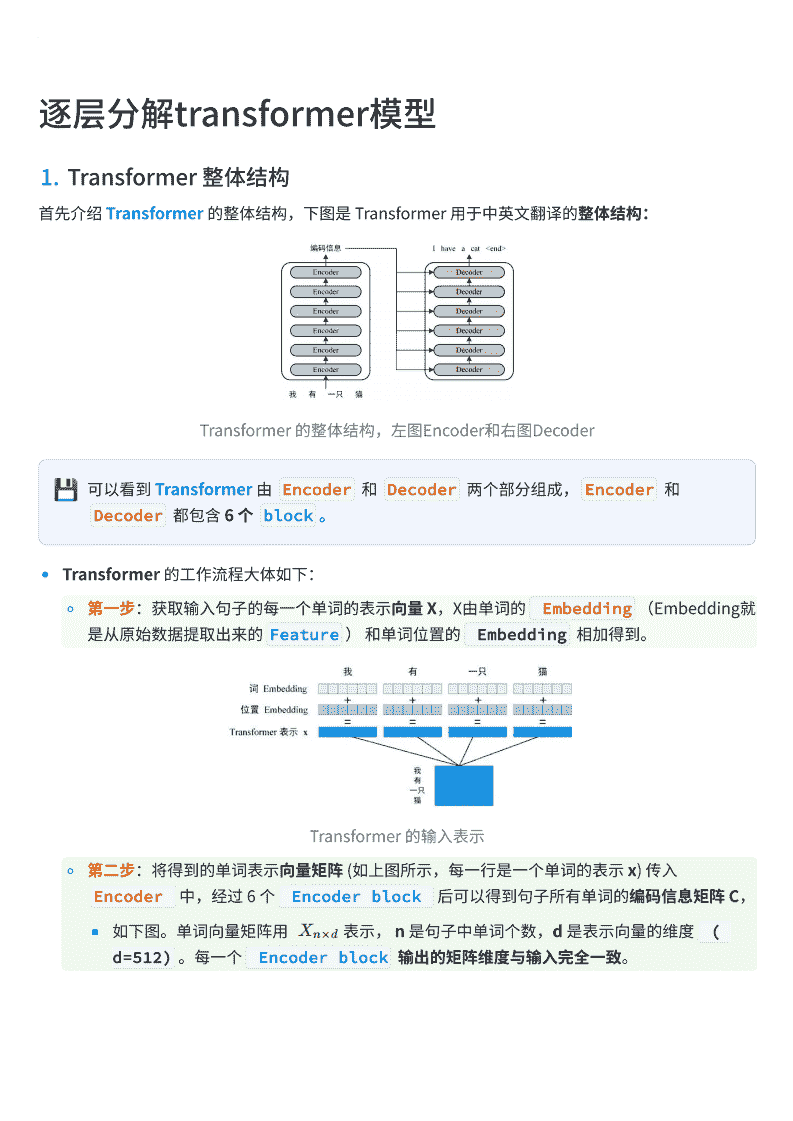 逐层分解transformer模型
1. Transformer 整体结构
首先介绍 Transformer 的整体结构，下图是 Transformer 用于中英文翻译的整体结构：
编码信息
I have a cat <end>
Encoder
Decoder
Encoder
Decoder
Encoder
Decoder
Encoder
Decoder
Encoder
Decoder
Encoder
Decoder
我 有 一只 猫
Transformer 的整体结构，左图Encoder和右图Decoder
可以看到 Transformer 由 Encoder 和 Decoder 两个部分组成， Encoder 和
Decoder 都包含 6 个 block 。
Transformer 的工作流程大体如下：
第一步：获取输入句子的每一个单词的表示向量 X，X由单词的 Embedding （Embedding就
是从原始数据提取出来的 Feature ） 和单词位置的 Embedding 相加得到。
我 有 一只 猫
词 Embedding
+ + + +
位置 Embedding
= = = =
Transformer 表示 x
我
有
一只
猫
Transformer 的输入表示
第二步：将得到的单词表示向量矩阵 (如上图所示，每一行是一个单词的表示 x) 传入
Encoder 中，经过 6 个 Encoder block 后可以得到句子所有单词的编码信息矩阵 C，
如下图。单词向量矩阵用 X_{n×d} 表示， n 是句子中单词个数，d 是表示向量的维度 (
d=512) 。每一个 Encoder block 输出的矩阵维度与输入完全一致。